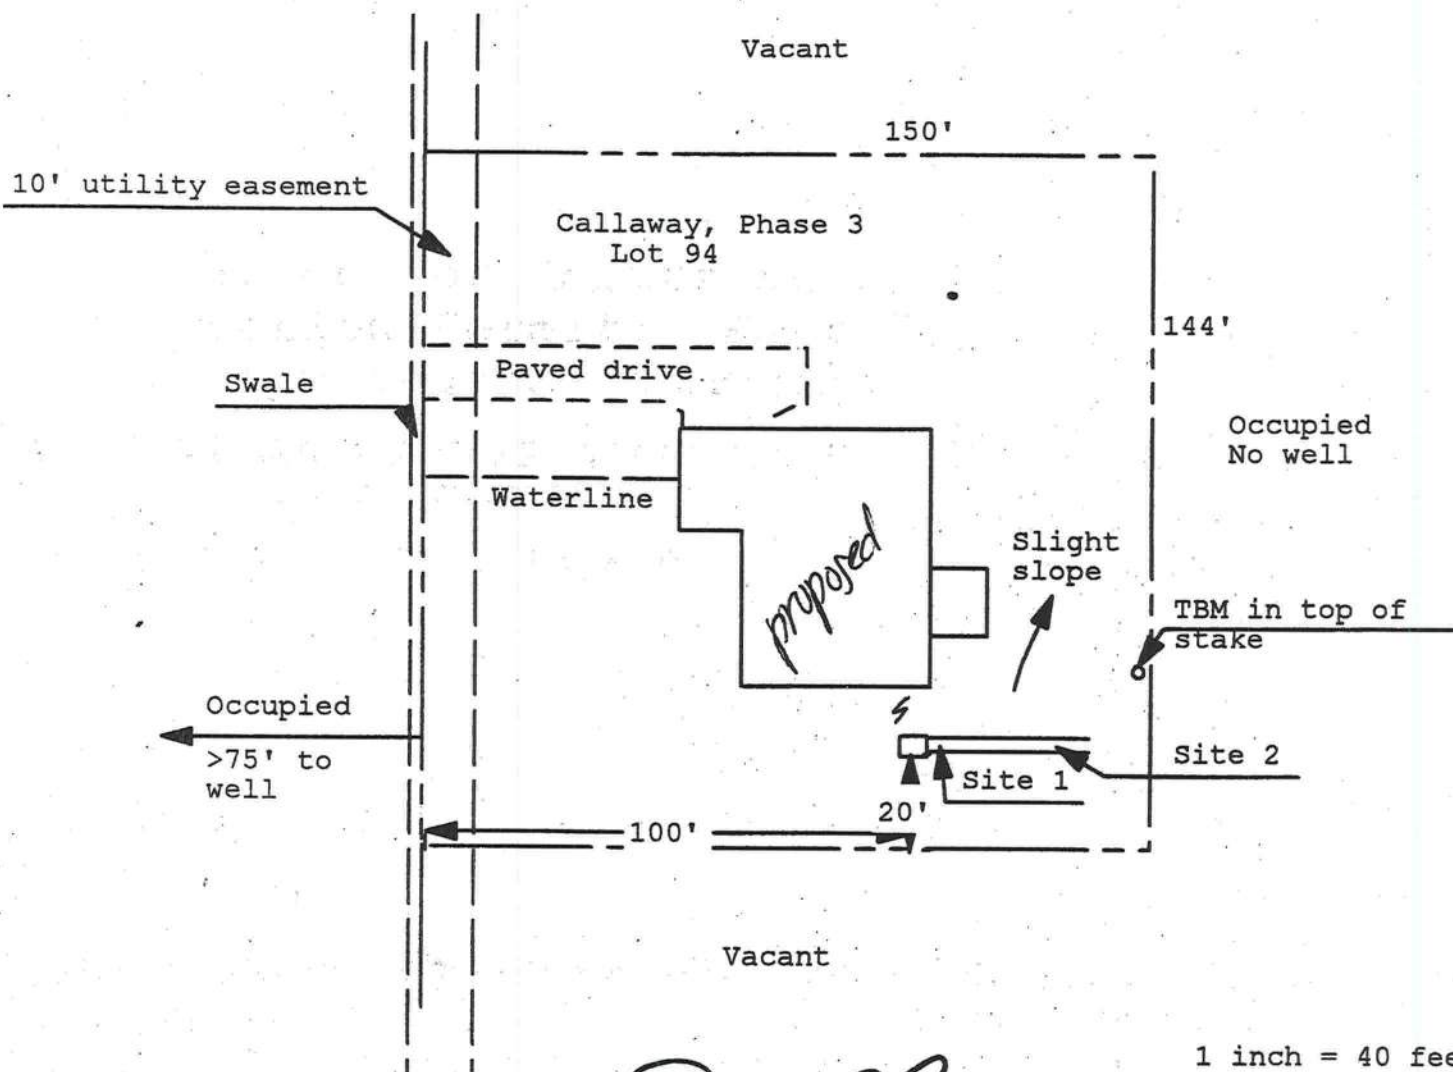 Vacant
150'
10' utility easement
Callaway, Phase 3
Lot 94
144'
Paved drive
Swale
Occupied
No well
Waterline
Slight
slope
proposed
TBM in top of
stake
Occupied
>75' to
well
Site 2
Site 1
20'
100'
Vacant
1 inch = 40